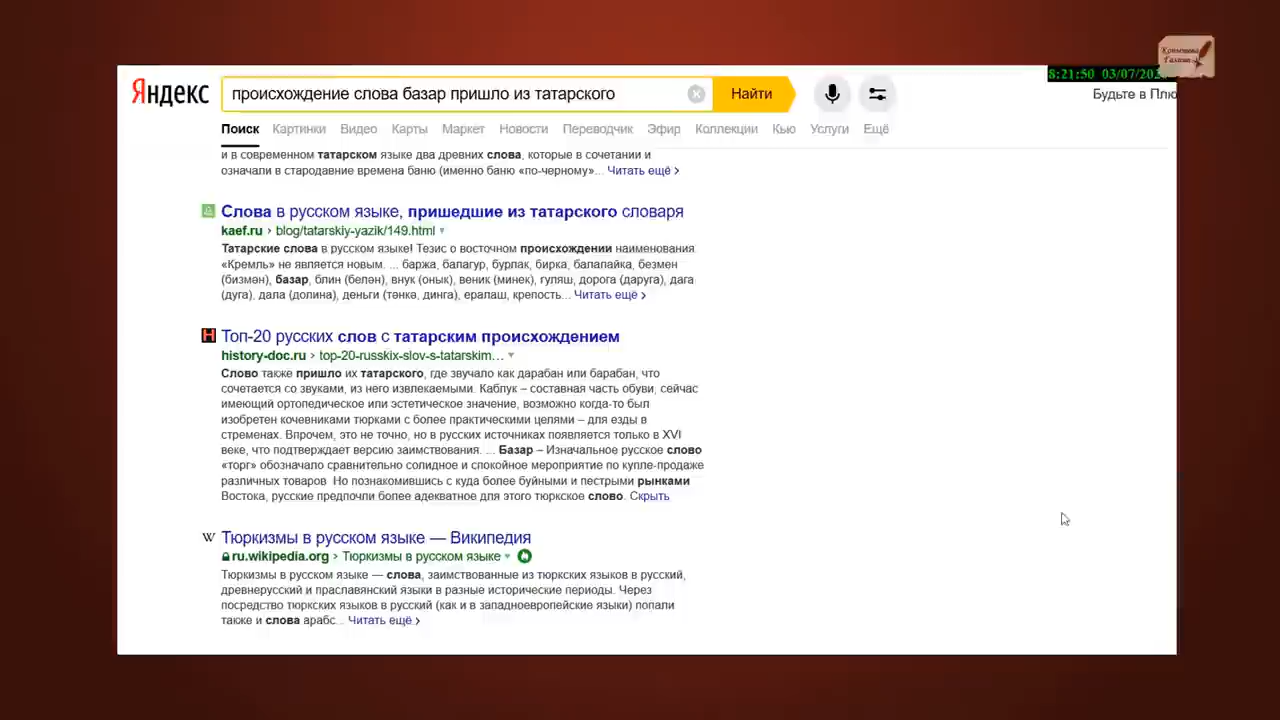 Копытова
Галина
8:21:50 03/07/202
Яндекс
происхождение слова базар пришло из татарского
Найти
Будьте в Плю
Поиск Картинки Видео Карты Маркет Новости Переводчик Эфир Коллекции Кью Услуги Ещё
и в современном татарском языке два древних слова, которые в сочетании и
означали в стародавние времена баню (именно баню «по-черному»... Читать ещё >
Слова в русском языке, пришедшие из татарского словаря
kaef.ru > blog/tatarskiy-yazik/149.html
Татарские слова в русском языке! Тезис о восточном происхождении наименования
«Кремль» не является новым. ... баржа, балагур, бурлак, бирка, балалайка, безмен
(бизмән), базар, блин (белән), внук (онык), веник (минек), гуляш, дорога (даруга), дага
(дуга), дала (долина), деньги (тәнкә, динга), ералаш, крепость... Читать ещё >
Топ-20 русских слов с татарским происхождением
history-doc.ru > top-20-russkix-slov-s-tatarskim...
Слово также пришло их татарского, где звучало как дарабан или барабан, что
сочетается со звуками, из него извлекаемыми. Каблук – составная часть обуви, сейчас
имеющий ортопедическое или эстетическое значение, возможно когда-то был
изобретен кочевниками тюрками с более практическими целями – для езды в
стременах. Впрочем, это не точно, но в русских источниках появляется только в XVI
веке, что подтверждает версию заимствования. ... Базар – Изначальное русское слово
«торг» обозначало сравнительно солидное и спокойное мероприятие по купле-продаже
различных товаров Но познакомившись с куда более буйными и пестрыми рынками
Востока, русские предпочли более адекватное для этого тюркское слово. Скрыть
W Тюркизмы в русском языке — Википедия
ru.wikipedia.org > Тюркизмы в русском языке
Тюркизмы в русском языке — слова, заимствованные из тюркских языков в русский,
древнерусский и праславянский языки в разные исторические периоды. Через
посредство тюркских языков в русский (как и в западноевропейские языки) попали
также и слова арабс... Читать ещё >